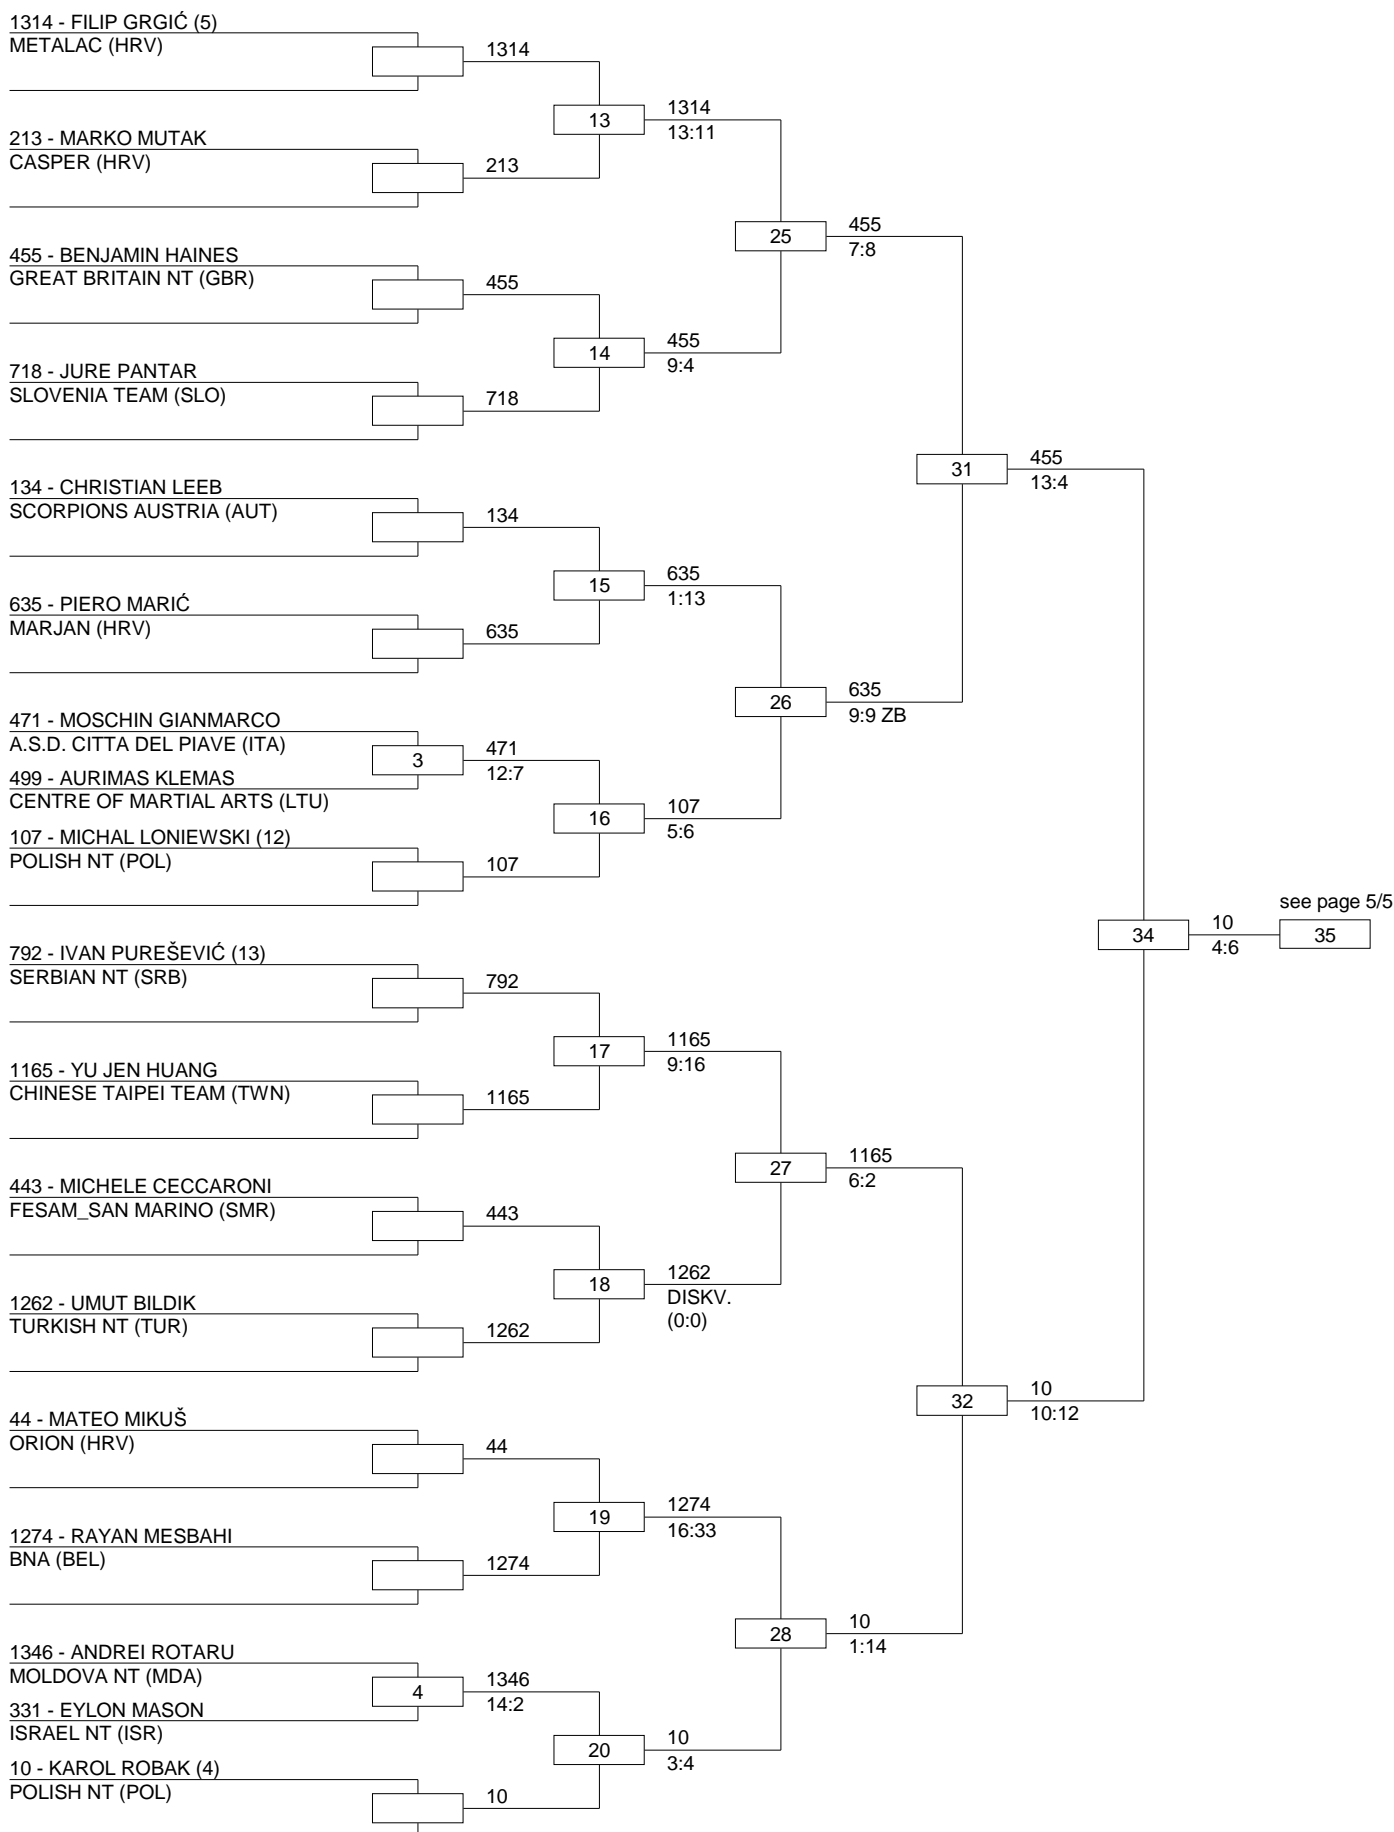 1314 - FILIP GRGIĆ (5)
METALAC (HRV)
1314
13
1314
13:11
213 - MARKO MUTAK
CASPER (HRV)
213
25
455
7:8
455 - BENJAMIN HAINES
GREAT BRITAIN NT (GBR)
455
14
455
9:4
718 - JURE PANTAR
SLOVENIA TEAM (SLO)
718
31
455
13:4
134 - CHRISTIAN LEEB
SCORPIONS AUSTRIA (AUT)
134
15
635
1:13
635 - PIERO MARIĆ
MARJAN (HRV)
635
26
635
9:9 ZB
471 - MOSCHIN GIANMARCO
A.S.D. CITTA DEL PIAVE (ITA)
3
471
12:7
499 - AURIMAS KLEMAS
CENTRE OF MARTIAL ARTS (LTU)
16
107
5:6
107 - MICHAL LONIEWSKI (12)
POLISH NT (POL)
107
see page 5/5
34
10
4:6
35
792 - IVAN PUREŠEVIĆ (13)
SERBIAN NT (SRB)
792
17
1165
9:16
1165 - YU JEN HUANG
CHINESE TAIPEI TEAM (TWN)
1165
27
1165
6:2
443 - MICHELE CECCARONI
FESAM_SAN MARINO (SMR)
443
18
1262
DISKV.
(0:0)
1262 - UMUT BILDIK
TURKISH NT (TUR)
1262
32
10
10:12
44 - MATEO MIKUŠ
ORION (HRV)
44
19
1274
16:33
1274 - RAYAN MESBAHI
BNA (BEL)
1274
28
10
1:14
1346 - ANDREI ROTARU
MOLDOVA NT (MDA)
4
1346
14:2
331 - EYLON MASON
ISRAEL NT (ISR)
20
10
3:4
10 - KAROL ROBAK (4)
POLISH NT (POL)
10